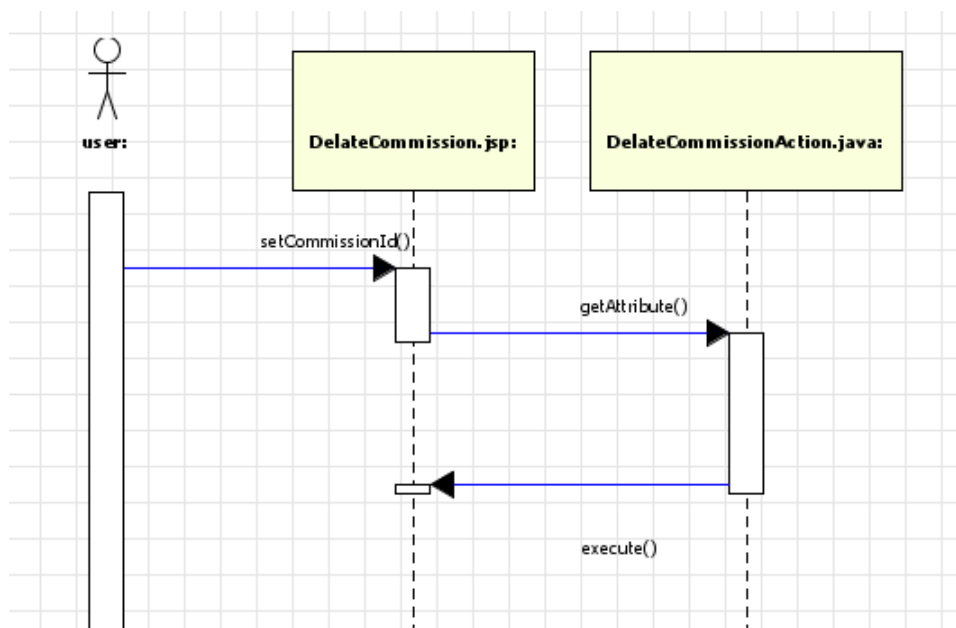 user:
DelateCommission.jsp:
DelateCommissionAction.java:
setCommissionId()
getAttribute()
execute()